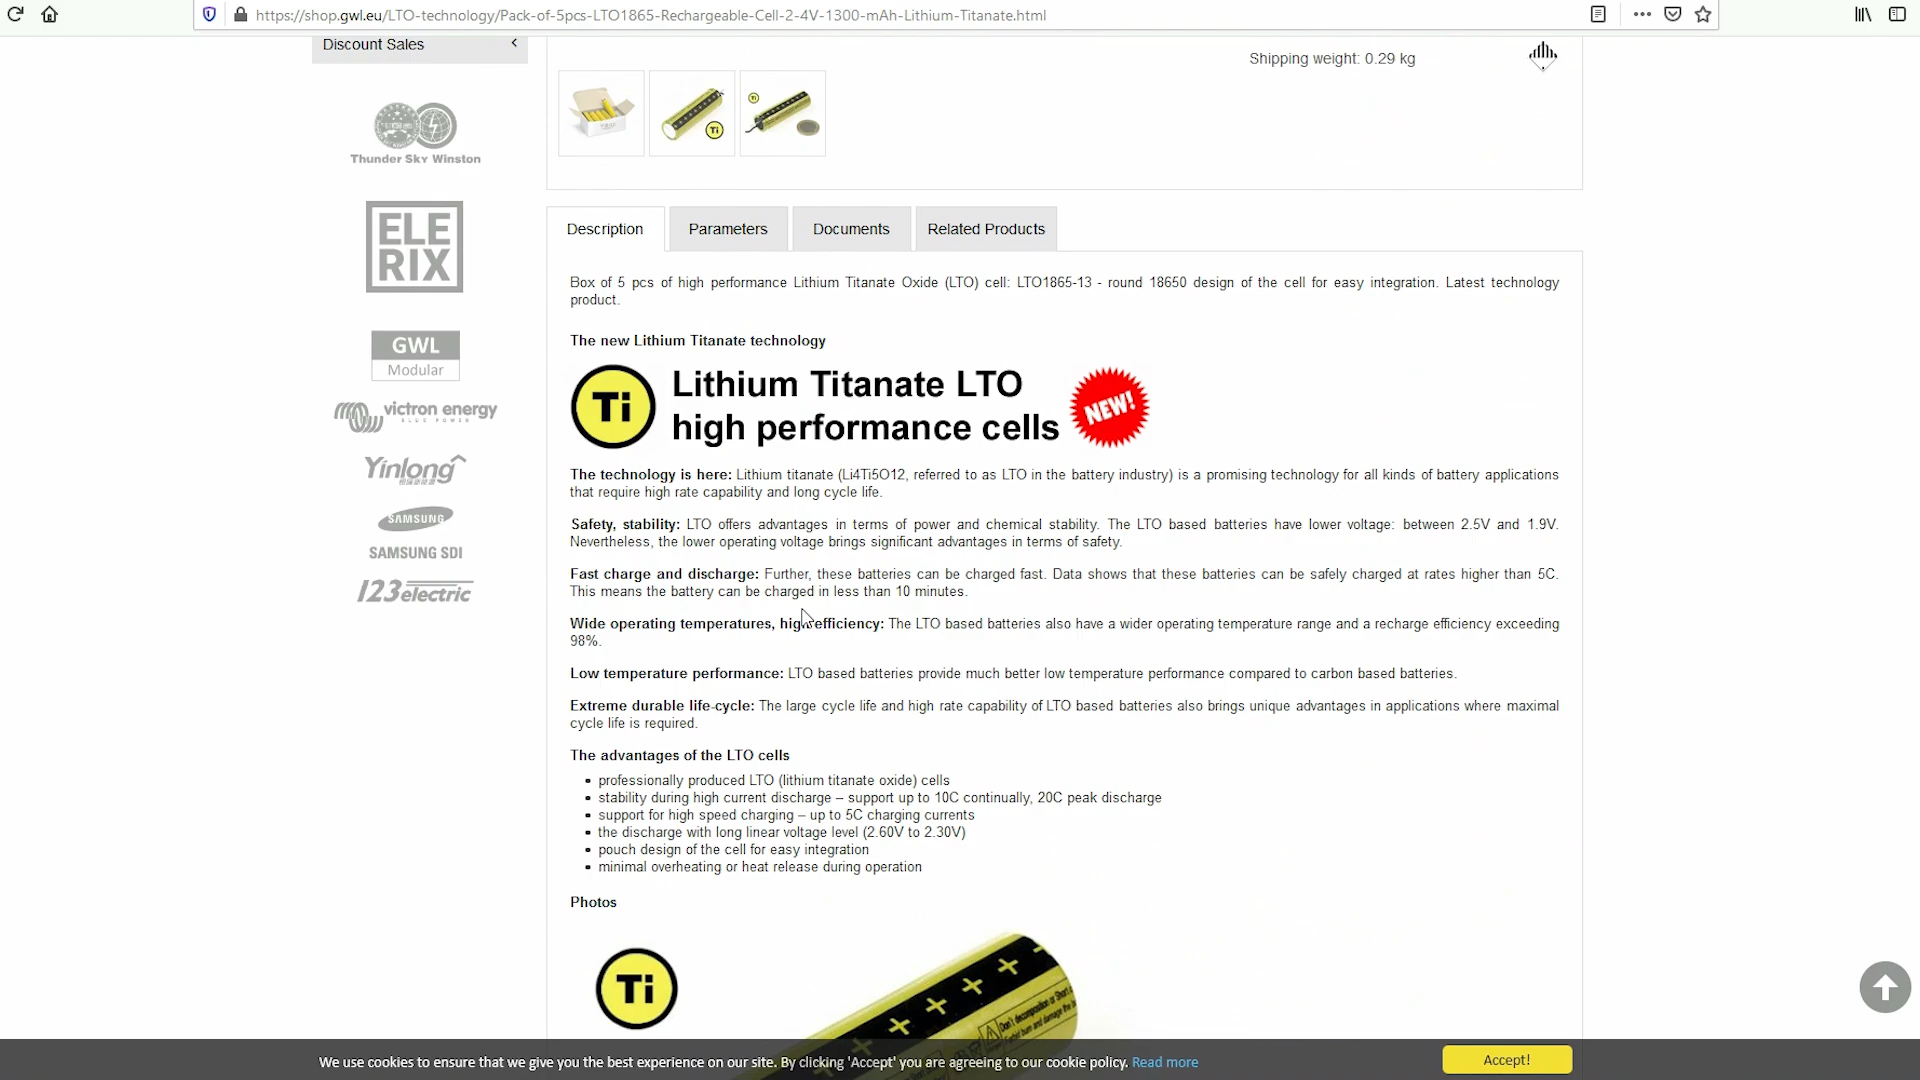 https://shop.gwl.eu/LTO-technology/Pack-of-5pcs-LTO1865-Rechargeable-Cell-2-4V-1300-mAh-Lithium-Titanate.html
Discount Sales
Shipping weight: 0.29 kg
Ti
Ti
Thunder Sky Winston
ELE
RIX
GWL
Modular
victron energy
BLUE POWER
Yinlong
SAMSUNG
SAMSUNG SDI
123electric
Description
Parameters
Documents
Related Products
Box of 5 pcs of high performance Lithium Titanate Oxide (LTO) cell: LTO1865-13 - round 18650 design of the cell for easy integration. Latest technology
product.
The new Lithium Titanate technology
Ti
Lithium Titanate LTO
high performance cells
NEW!
The technology is here: Lithium titanate (Li4Ti5O12, referred to as LTO in the battery industry) is a promising technology for all kinds of battery applications
that require high rate capability and long cycle life.
Safety, stability: LTO offers advantages in terms of power and chemical stability. The LTO based batteries have lower voltage: between 2.5V and 1.9V.
Nevertheless, the lower operating voltage brings significant advantages in terms of safety.
Fast charge and discharge: Further, these batteries can be charged fast. Data shows that these batteries can be safely charged at rates higher than 5C.
This means the battery can be charged in less than 10 minutes.
Wide operating temperatures, high efficiency: The LTO based batteries also have a wider operating temperature range and a recharge efficiency exceeding
98%.
Low temperature performance: LTO based batteries provide much better low temperature performance compared to carbon based batteries.
Extreme durable life-cycle: The large cycle life and high rate capability of LTO based batteries also brings unique advantages in applications where maximal
cycle life is required.
The advantages of the LTO cells
professionally produced LTO (lithium titanate oxide) cells
stability during high current discharge – support up to 10C continually, 20C peak discharge
support for high speed charging – up to 5C charging currents
the discharge with long linear voltage level (2.60V to 2.30V)
pouch design of the cell for easy integration
minimal overheating or heat release during operation
Photos
Ti
Don't decomposition or Short
burn and damage the
We use cookies to ensure that we give you the best experience on our site. By clicking 'Accept' you are agreeing to our cookie policy. Read more
Accept!